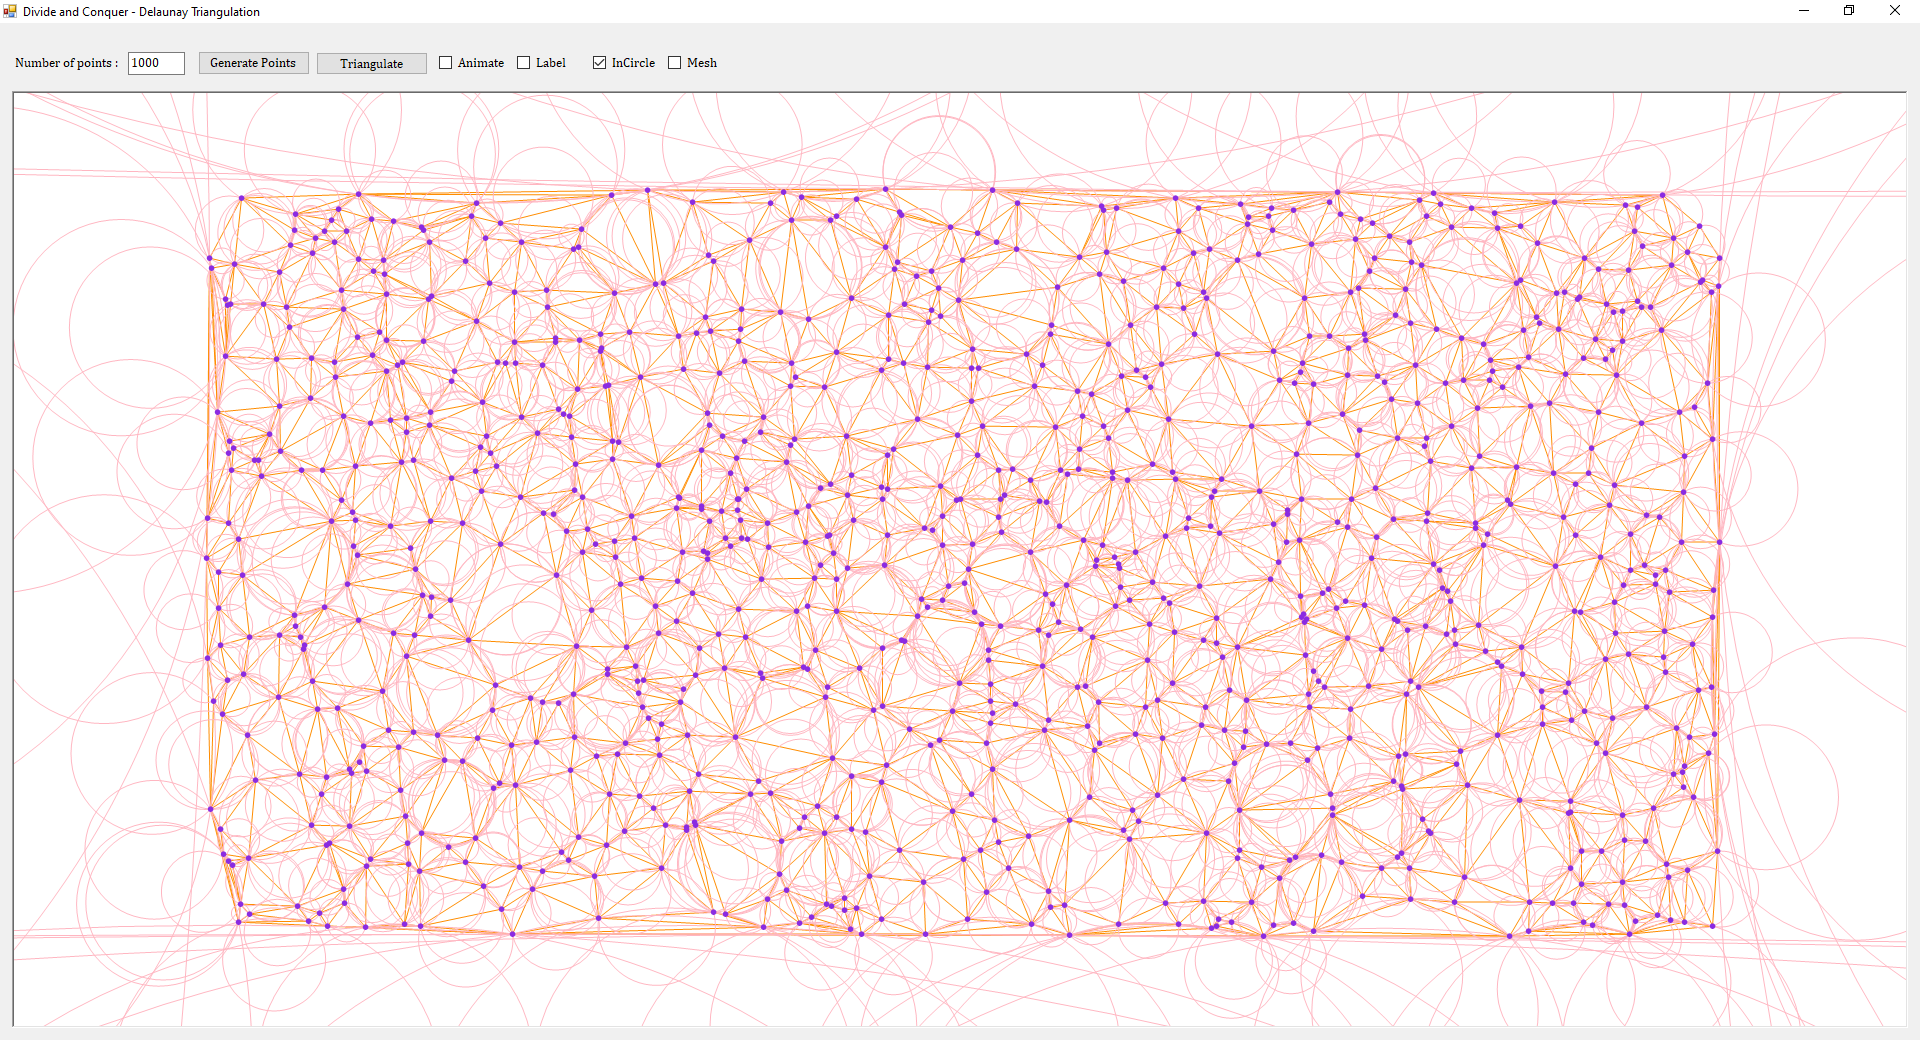 Divide and Conquer - Delaunay Triangulation
Number of points : 1000 Generate Points Triangulate Animate Label InCircle Mesh